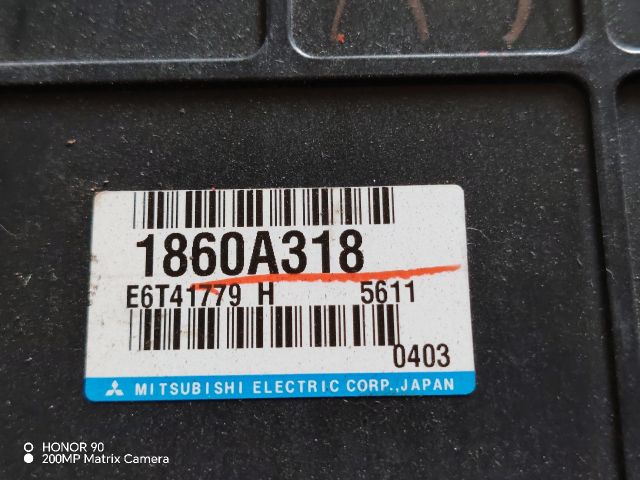 1860A318
E6T41779 H 5611
0403
MITSUBISHI ELECTRIC CORP., JAPAN
HONOR 90
200MP Matrix Camera